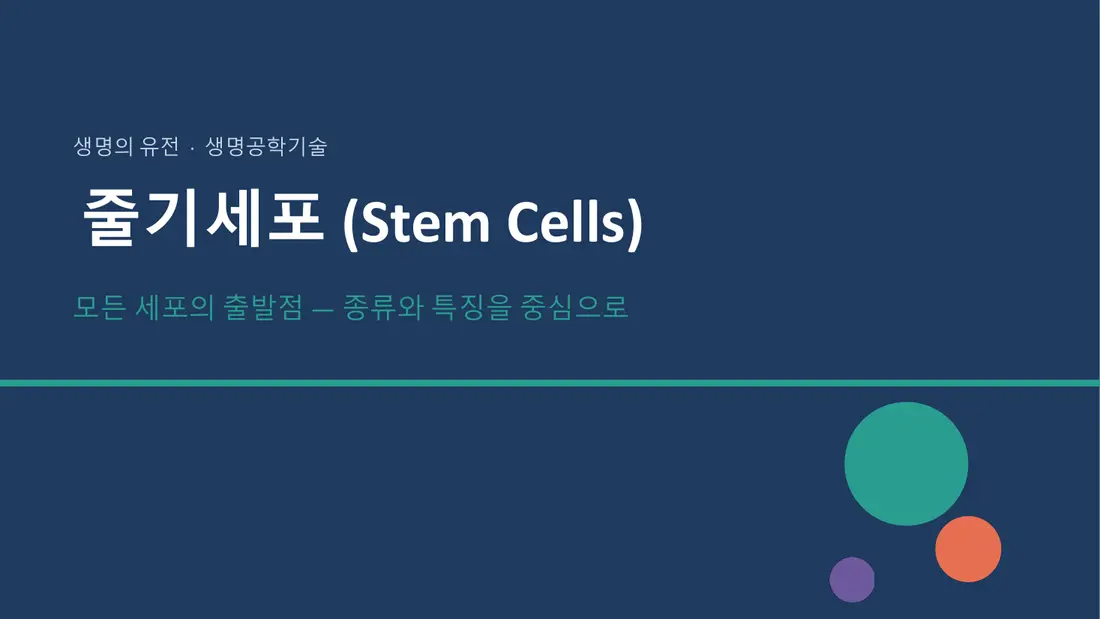 생명의 유전 · 생명공학기술
줄기세포 (Stem Cells)
모든 세포의 출발점 — 종류와 특징을 중심으로